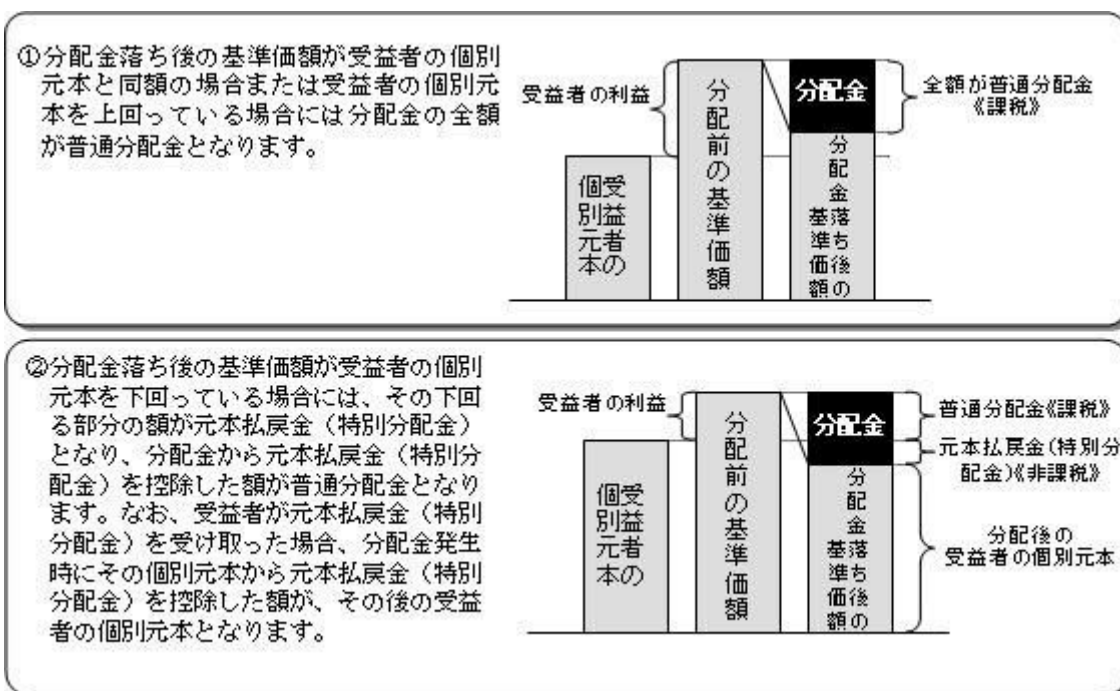 ①分配金落ち後の基準価額が受益者の個別
元本と同額の場合または受益者の個別元
本を上回っている場合には分配金の全額
が普通分配金となります。
受益者の利益
受益者の
個別元本
分配前の基準価額
分配金
分配金落ち後の
基準価額
全額が普通分配金
《課税》
②分配金落ち後の基準価額が受益者の個別
元本を下回っている場合には、その下回
る部分の額が元本払戻金（特別分配金）
となり、分配金から元本払戻金（特別分
配金）を控除した額が普通分配金となり
ます。なお、受益者が元本払戻金（特別
分配金）を受け取った場合、分配金発生
時にその個別元本から元本払戻金（特別
分配金）を控除した額が、その後の受益
者の個別元本となります。
受益者の利益
受益者の
個別元本
分配前の基準価額
分配金
分配金落ち後の
基準価額
普通分配金《課税》
元本払戻金(特別分
配金)《非課税》
分配後の
受益者の個別元本